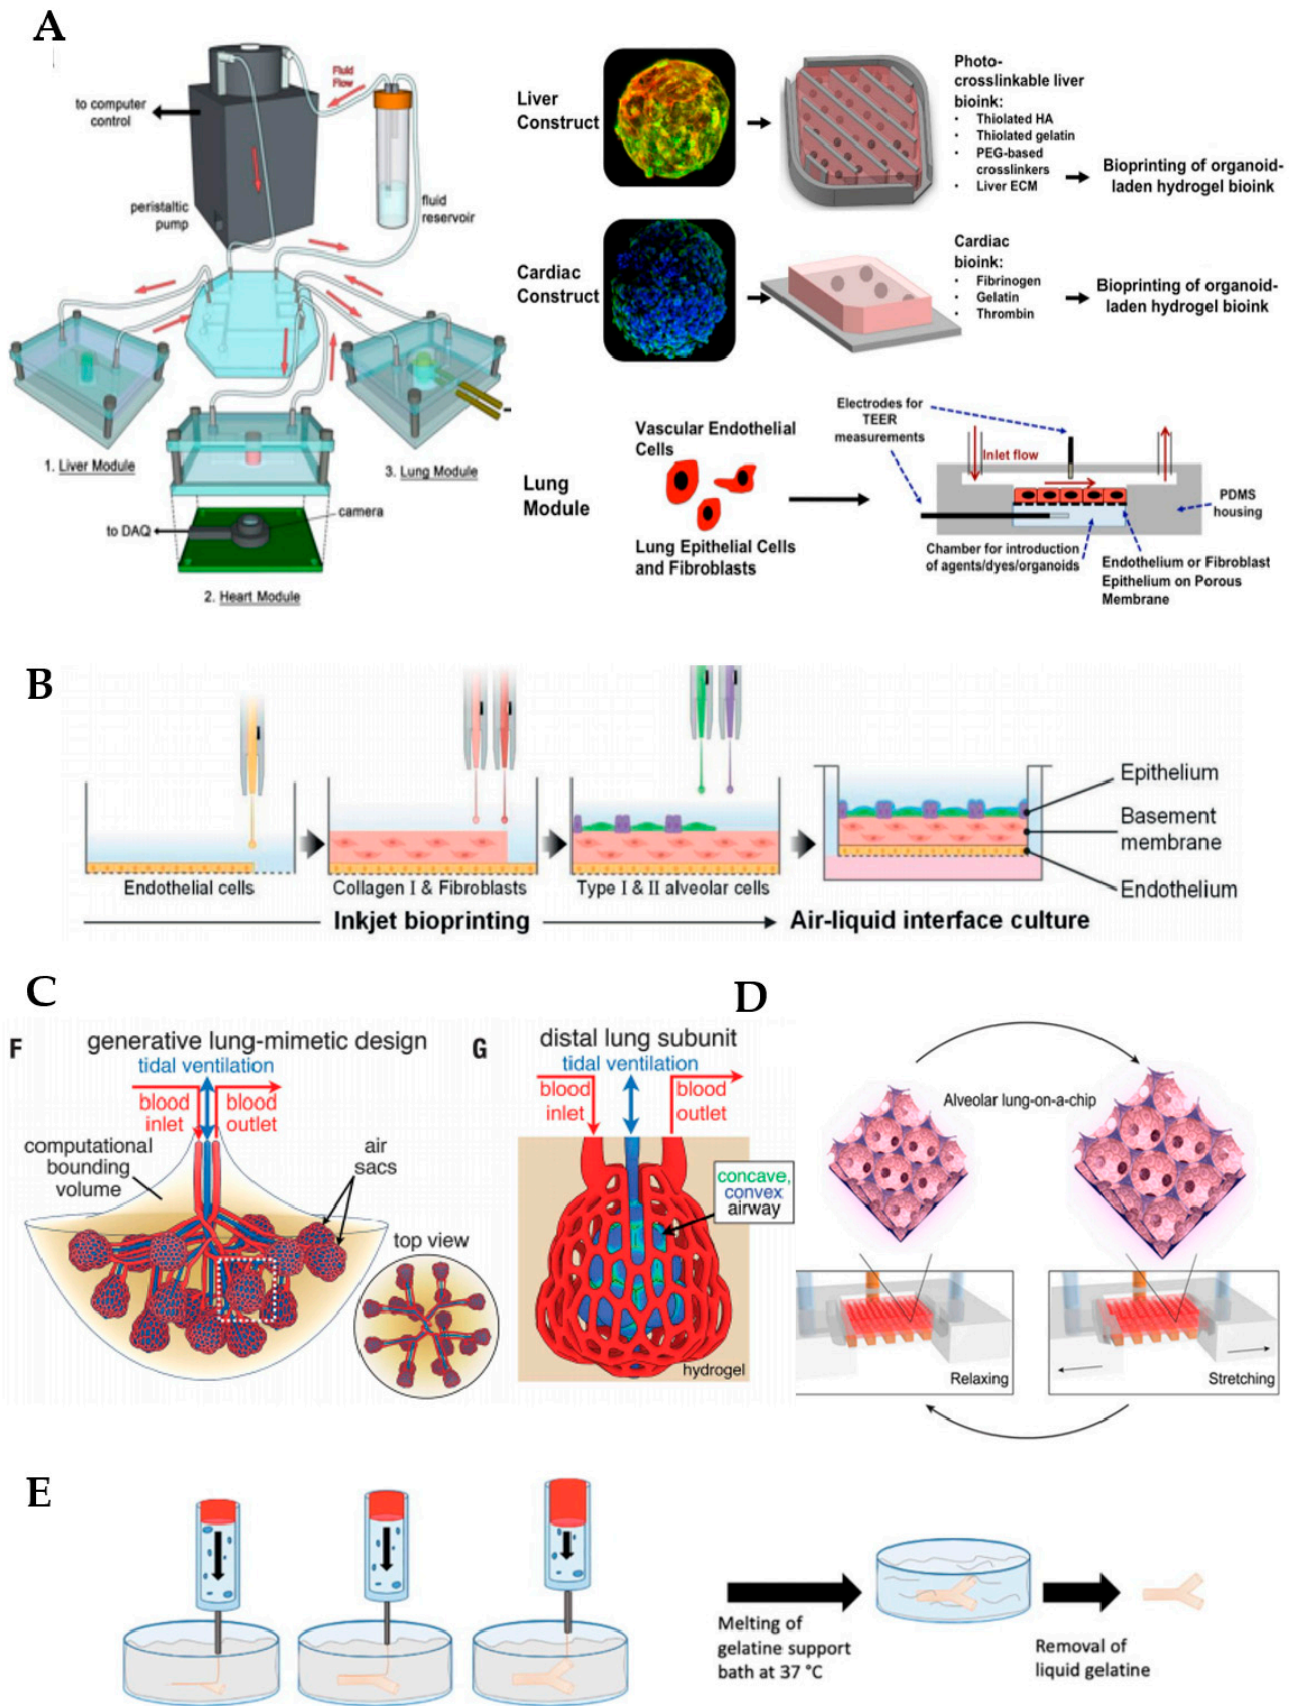 A
to computer
control
Fluid
Flow
peristaltic
pump
fluid
reservoir
1. Liver Module
3. Lung Module
to DAQ
camera
2. Heart Module
Liver
Construct
Photo-
crosslinkable liver
bioink:
• Thiolated HA
• Thiolated gelatin
• PEG-based
crosslinkers
• Liver ECM
Bioprinting of organoid-
laden hydrogel bioink
Cardiac
Construct
Cardiac
bioink:
• Fibrinogen
• Gelatin
• Thrombin
Bioprinting of organoid-
laden hydrogel bioink
Lung
Module
Vascular Endothelial
Cells
Lung Epithelial Cells
and Fibroblasts
Electrodes for
TEER
measurements
Inlet flow
PDMS
housing
Chamber for introduction
of agents/dyes/organoids
Endothelium or Fibroblast
Epithelium on Porous
Membrane
B
Endothelial cells
Collagen I & Fibroblasts
Type I & II alveolar cells
Epithelium
Basement
membrane
Endothelium
Inkjet bioprinting
Air-liquid interface culture
C
F
generative lung-mimetic design
tidal ventilation
blood
inlet
blood
outlet
computational
bounding
volume
air
sacs
top view
G
distal lung subunit
tidal ventilation
blood
inlet
blood
outlet
concave,
convex
airway
hydrogel
D
Alveolar lung-on-a-chip
Relaxing
Stretching
E
Melting of
gelatine support
bath at 37 °C
Removal of
liquid gelatine